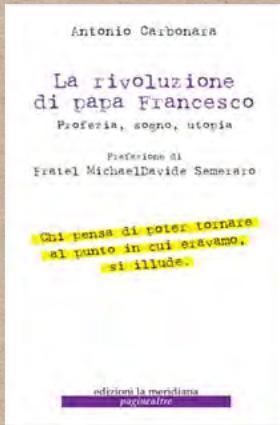 Antonio Carbonara
La rivoluzione
di papa Francesco
Profezia, sogno, utopia
Prefazione di
Fratel MichaelDavide Semeraro
Chi pensa di poter tornare
al punto in cui eravamo,
si illude.
edizioni la meridiana
paginealtre